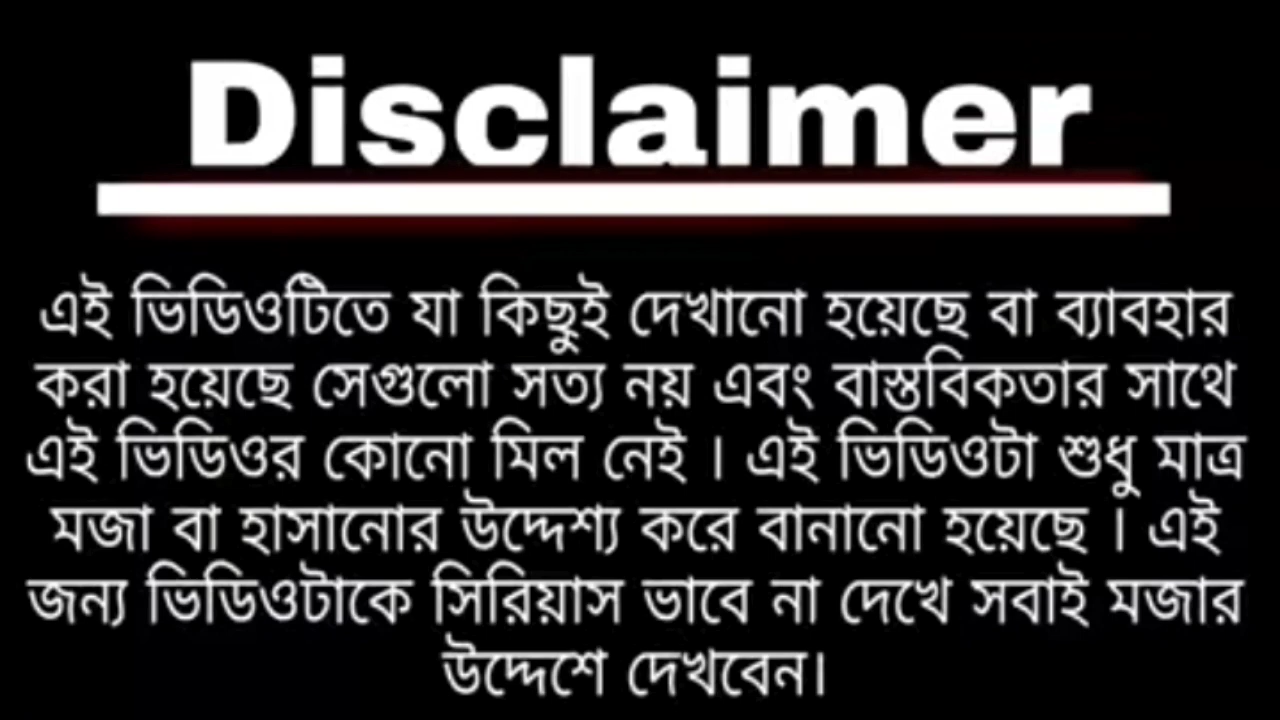 Disclaimer
এই ভিডিওটিতে যা কিছুই দেখানো হয়েছে বা ব্যাবহার
করা হয়েছে সেগুলো সত্য নয় এবং বাস্তবিকতার সাথে
এই ভিডিওর কোনো মিল নেই । এই ভিডিওটা শুধু মাত্র
মজা বা হাসানোর উদ্দেশ্য করে বানানো হয়েছে । এই
জন্য ভিডিওটাকে সিরিয়াস ভাবে না দেখে সবাই মজার
উদ্দেশে দেখবেন।